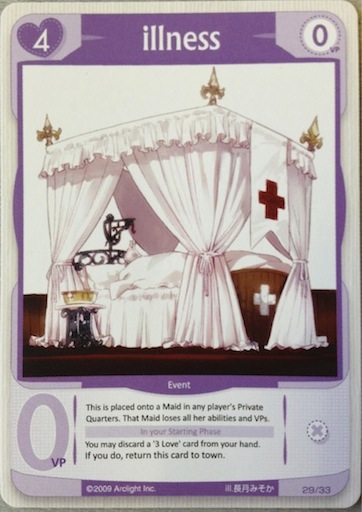 4
illness
0
VP
Event
This is placed onto a Maid in any player's Private
Quarters. That Maid loses all her abilities and VPs.
In your Starting Phase
You may discard a '3 Love' card from your hand.
If you do, return this card to town.
0
VP
©2009 Arclight Inc.
ill.長月みそか
29/33